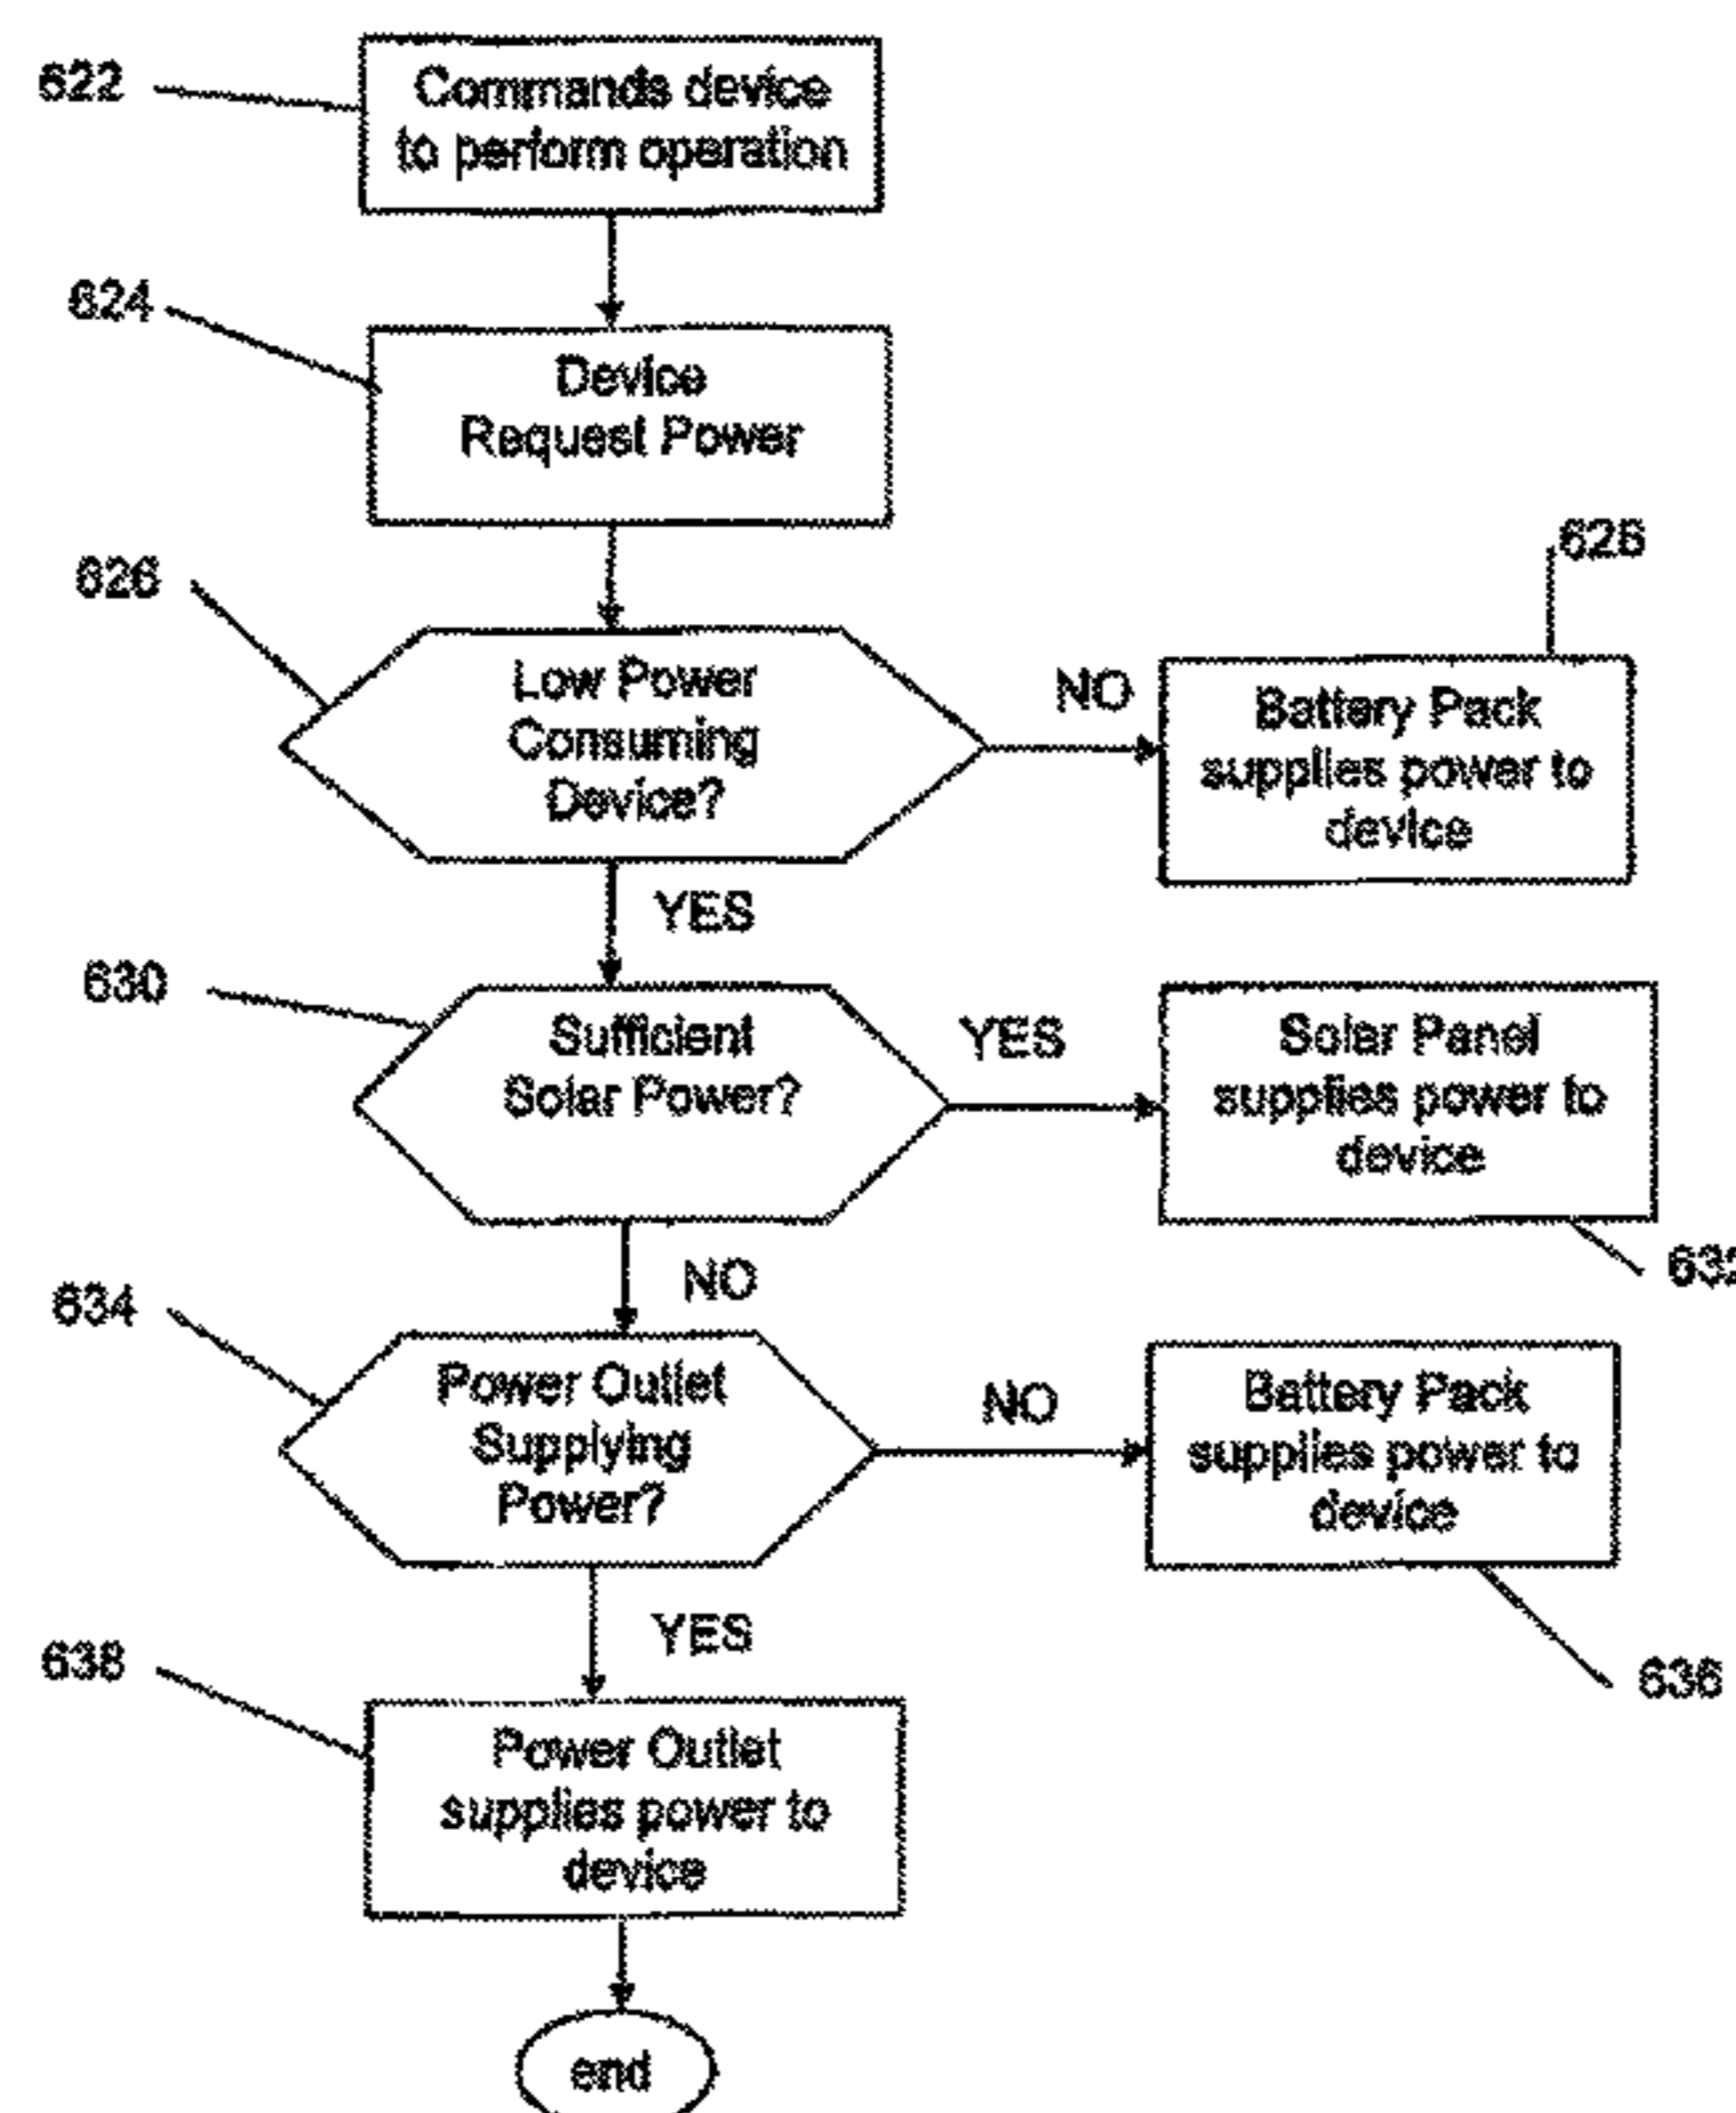 622
Commands device
to perform operation
624
Device
Request Power
626
Low Power
Consuming
Device?
NO
628
Battery Pack
supplies power to
device
YES
630
Sufficient
Solar Power?
YES
Solar Panel
supplies power to
device
632
NO
634
Power Outlet
Supplying
Power?
NO
Battery Pack
supplies power to
device
636
YES
638
Power Outlet
supplies power to
device
end